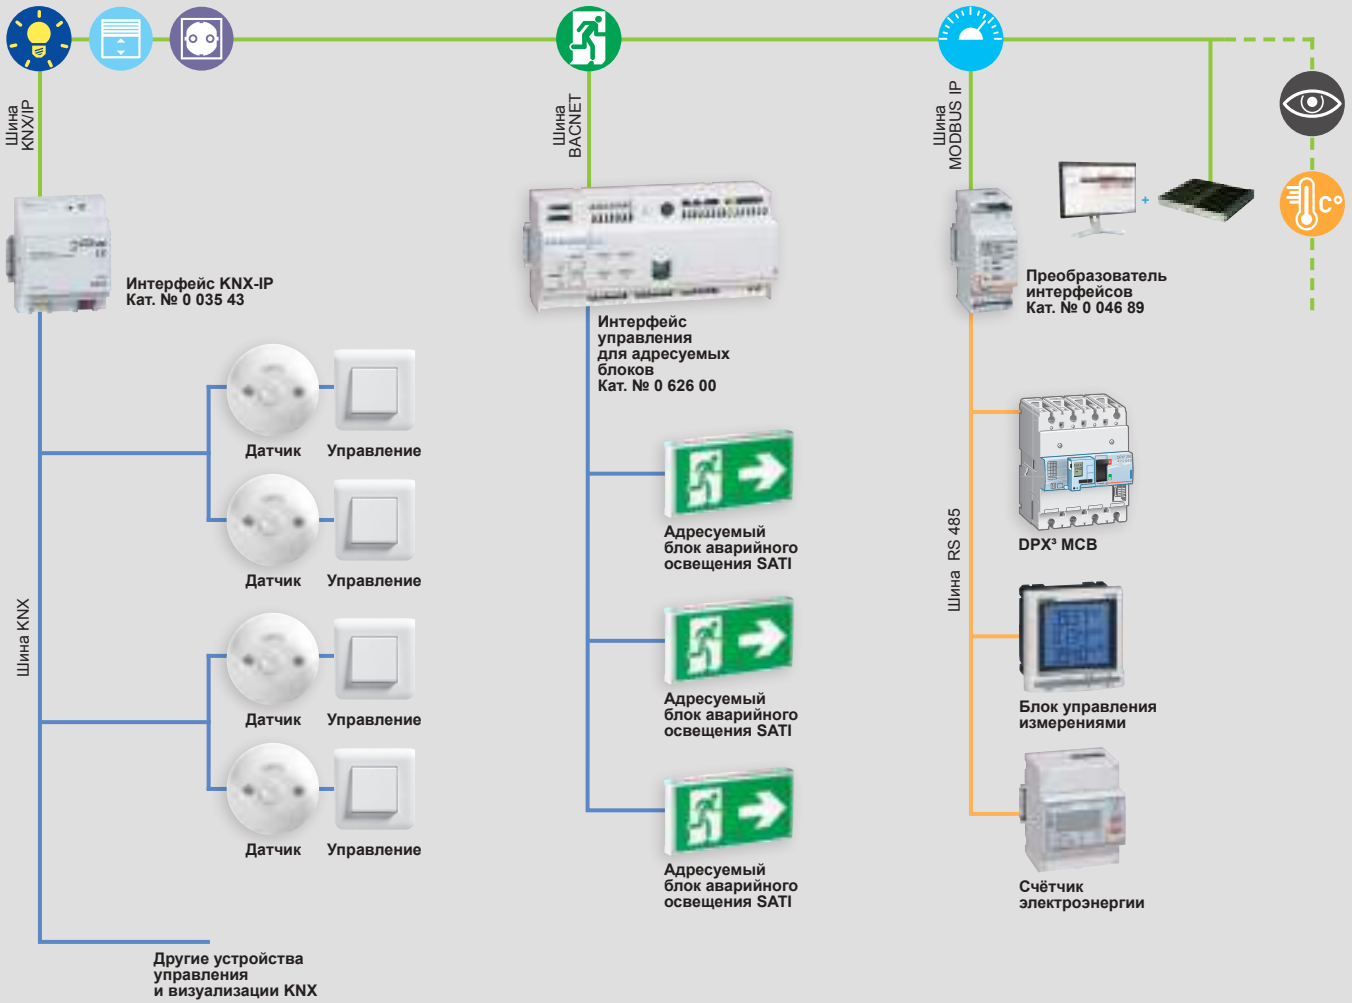 Шина
KNX/IP
Интерфейс KNX-IP
Кат. № 0 035 43
Шина KNX
Датчик
Управление
Датчик
Управление
Датчик
Управление
Датчик
Управление
Другие устройства
управления
и визуализации KNX
Шина
BACNET
Интерфейс
управления
для адресуемых
блоков
Кат. № 0 626 00
Адресуемый
блок аварийного
освещения SATI
Адресуемый
блок аварийного
освещения SATI
Адресуемый
блок аварийного
освещения SATI
Шина
MODBUS IP
+
C°
Преобразователь
интерфейсов
Кат. № 0 046 89
Шина RS 485
DPX³ MCB
Блок управления
измерениями
Счётчик
электроэнергии